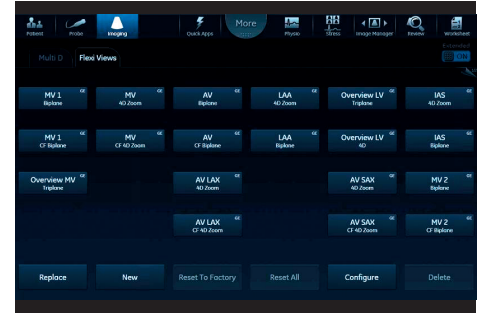 Patient Probe Imaging Quick Apps More Physio Stress Image Manager Review Worksheet
Expanded
Multi D Flexi Views ON
MV 1 MV AV LAA Overview LV IAS
Biplane 4D Zoom Biplane 4D Zoom Triplane 4D Zoom
MV 1 MV AV LAA Overview LV IAS
CF Biplane CF 4D Zoom CF Biplane Biplane 4D Biplane
Overview MV AV LAX AV SAX MV 2
Triplane 4D Zoom 4D Zoom Biplane
AV LAX AV SAX MV 2
CF 4D Zoom CF 4D Zoom CF Biplane
Replace New Reset To Factory Reset All Configure Delete